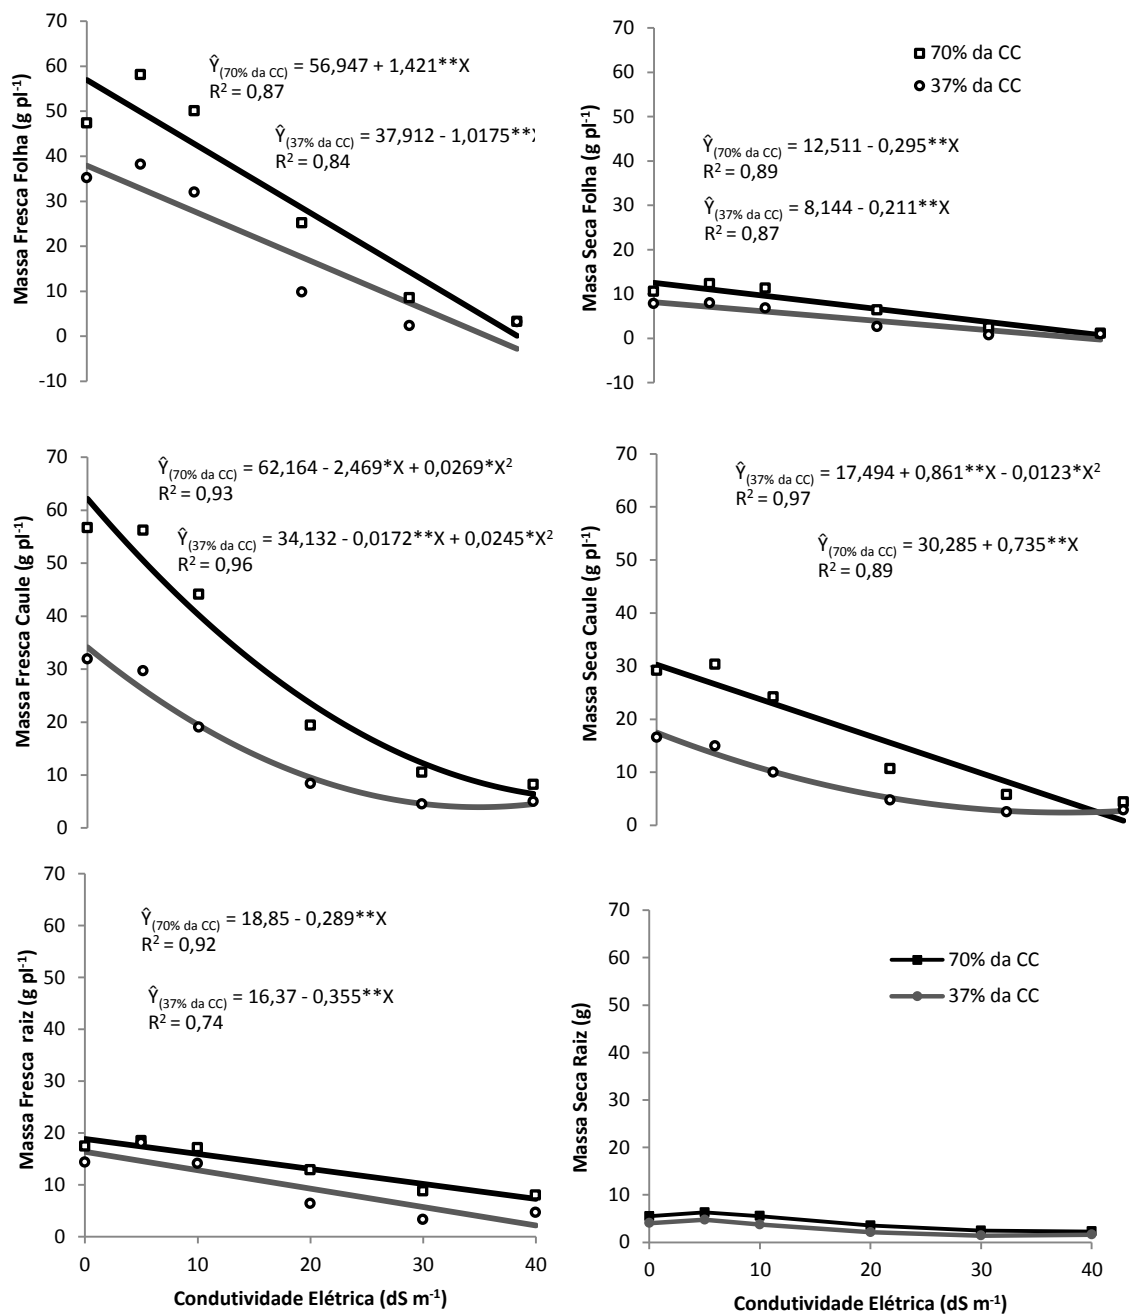 70
60
50
40
30
20
10
0
-10
Massa Fresca Folha (g pl-1)
Ŷ(70% da CC) = 56,947 + 1,421**X
R2 = 0,87
Ŷ(37% da CC) = 37,912 - 1,0175**
R2 = 0,84
70
60
50
40
30
20
10
0
-10
Masa Seca Folha (g pl-1)
70% da CC
37% da CC
Ŷ(70% da CC) = 12,511 - 0,295**X
R2 = 0,89
Ŷ(37% da CC) = 8,144 - 0,211**X
R2 = 0,87
70
60
50
40
30
20
10
0
Massa Fresca Caule (g pl-1)
Ŷ(70% da CC) = 62,164 - 2,469*X + 0,0269*X2
R2 = 0,93
Ŷ(37% da CC) = 34,132 - 0,0172**X + 0,0245*X2
R2 = 0,96
70
60
50
40
30
20
10
0
Massa Seca Caule (g pl-1)
Ŷ(37% da CC) = 17,494 + 0,861**X - 0,0123*X2
R2 = 0,97
Ŷ(70% da CC) = 30,285 + 0,735**X
R2 = 0,89
70
60
50
40
30
20
10
0
Massa Fresca raiz (g pl-1)
Ŷ(70% da CC) = 18,85 - 0,289**X
R2 = 0,92
Ŷ(37% da CC) = 16,37 - 0,355**X
R2 = 0,74
0 10 20 30 40
Condutividade Elétrica (dS m-1)
70
60
50
40
30
20
10
0
Massa Seca Raiz (g)
70% da CC
37% da CC
0 10 20 30 40
Condutividade Elétrica (dS m-1)